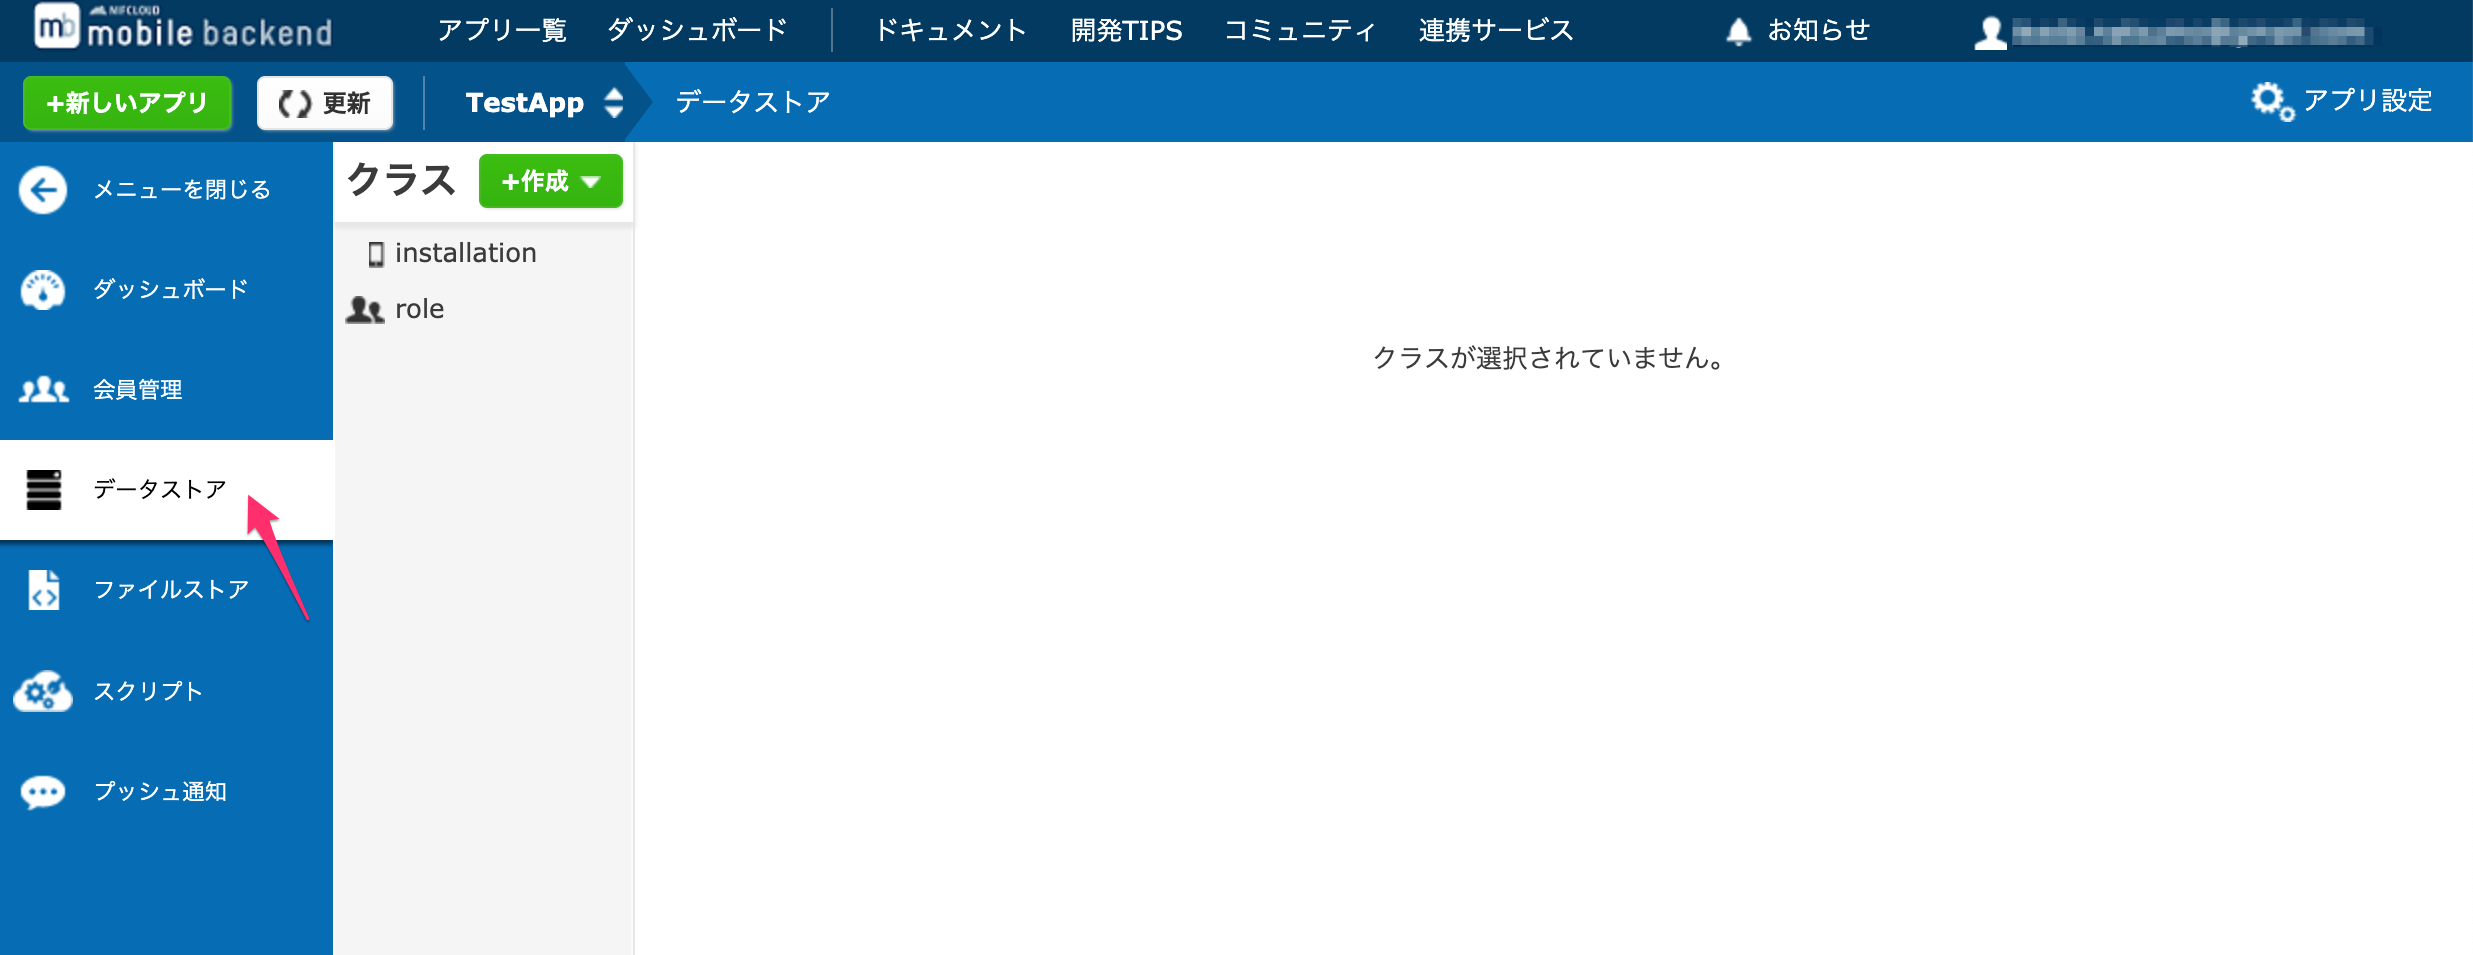 NIFCLOUD
mb mobile backend
アプリ一覧 ダッシュボード ドキュメント 開発TIPS コミュニティ 連携サービス お知らせ
+新しいアプリ 更新 TestApp データストア アプリ設定
メニューを閉じる
ダッシュボード
会員管理
データストア
ファイルストア
スクリプト
プッシュ通知
クラス +作成
installation
role
クラスが選択されていません。